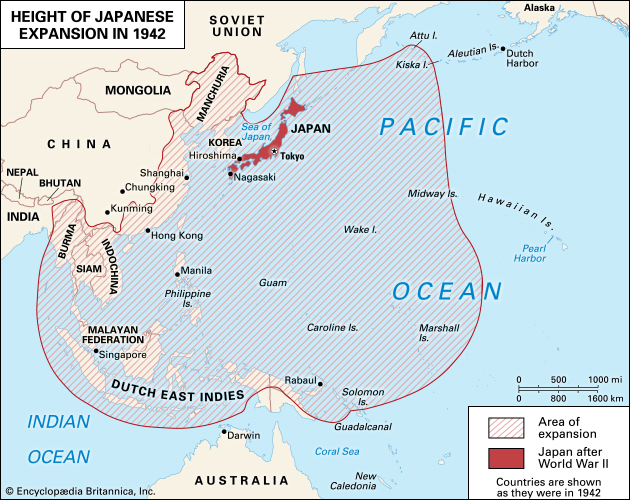 HEIGHT OF JAPANESE
EXPANSION IN 1942
SOVIET
UNION
Alaska
Attu I.
Aleutian Is.
Dutch
Harbor
Kiska I.
MANCHURIA
MONGOLIA
Sea of
Japan
JAPAN
PACIFIC
KOREA
CHINA
Hiroshima
Tokyo
Shanghai
Nagasaki
NEPAL
BHUTAN
Chungking
Midway Is.
Hawaiian Is.
Kunming
INDIA
Wake I.
Hong Kong
Pearl
Harbor
BURMA
INDOCHINA
SIAM
Manila
Guam
OCEAN
Philippine
Is.
MALAYAN
FEDERATION
Caroline Is.
Marshall
Is.
Singapore
DUTCH EAST INDIES
Rabaul
Solomon
Is.
0 500 1000 mi
0 800 1600 km
INDIAN
OCEAN
Guadalcanal
Darwin
Coral Sea
AUSTRALIA
New
Caledonia
Area of
expansion
Japan after
World War II
Countries are shown
as they were in 1942
© Encyclopædia Britannica, Inc.